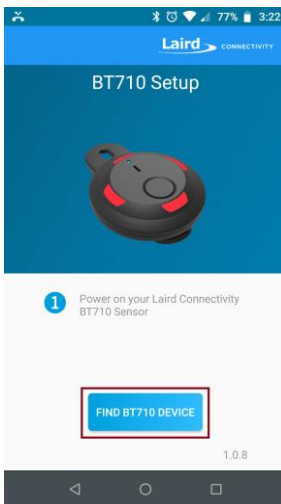 77% 3:22
Laird CONNECTIVITY
BT710 Setup
1 Power on your Laird Connectivity
BT710 Sensor
FIND BT710 DEVICE
1.0.8